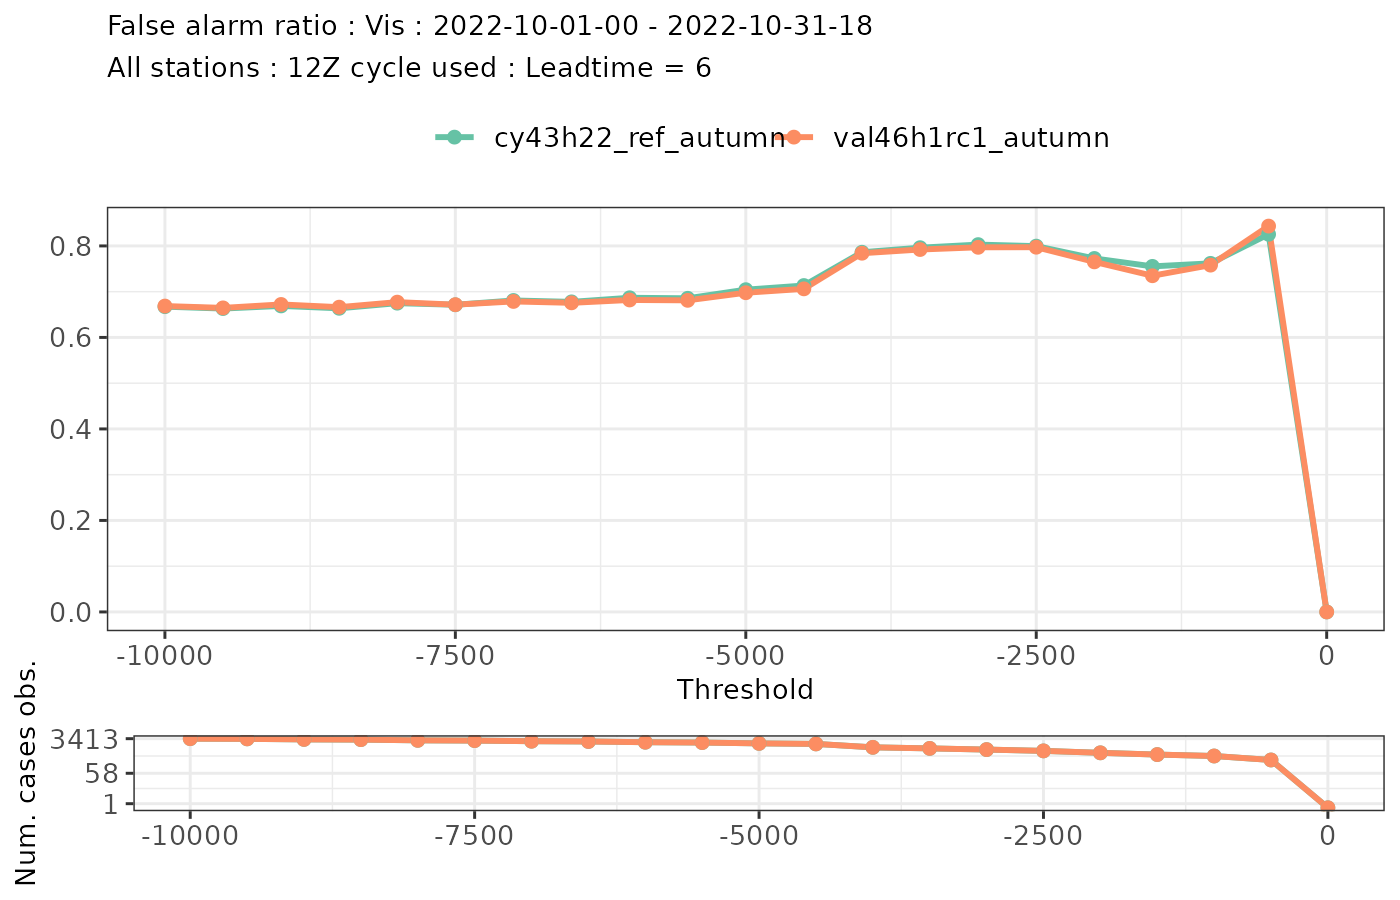 False alarm ratio : Vis : 2022-10-01-00 - 2022-10-31-18
All stations : 12Z cycle used : Leadtime = 6
cy43h22_ref_autumn val46h1rc1_autumn
0.8
0.6
0.4
0.2
0.0
-10000 -7500 -5000 -2500 0
Threshold
Num. cases obs.
3413
58
1
-10000 -7500 -5000 -2500 0